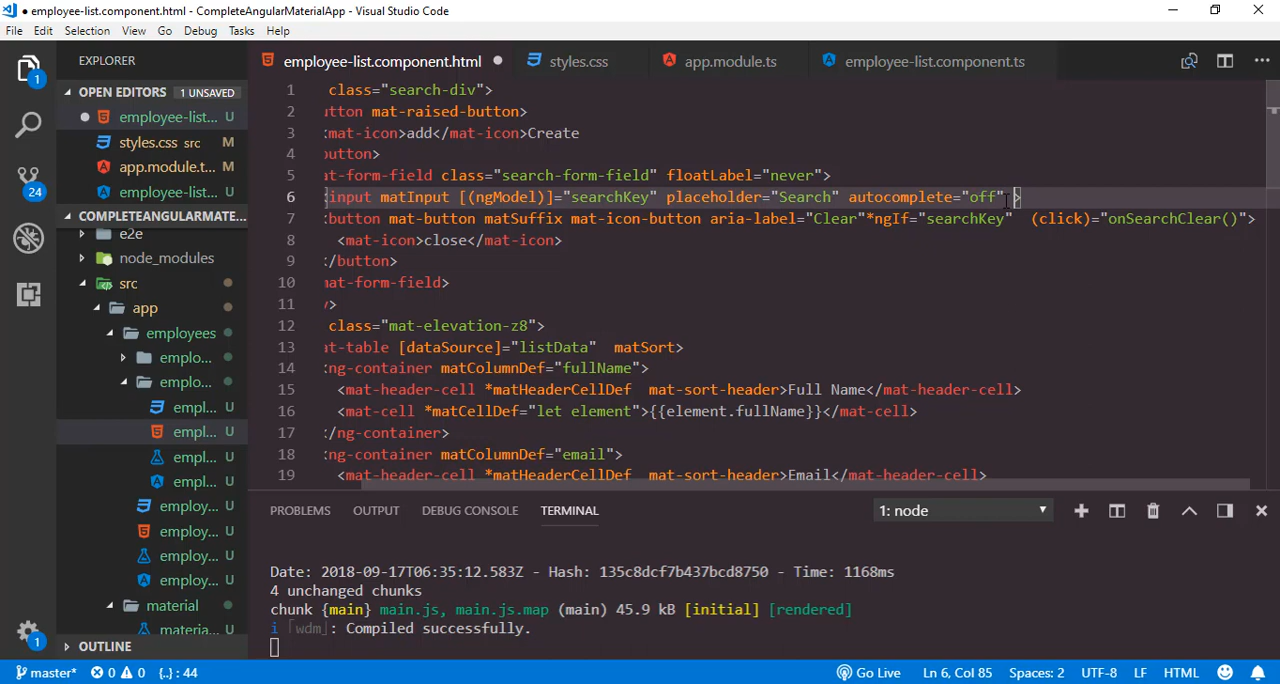 employee-list.component.html - CompleteAngularMaterialApp - Visual Studio Code
File Edit Selection View Go Debug Tasks Help
EXPLORER
employee-list.component.html
styles.css
app.module.ts
employee-list.component.ts
OPEN EDITORS 1 UNSAVED
employee-list... U
styles.css src M
app.module.t... M
employee-list... U
COMPLETEANGULARMATE...
e2e
node_modules
src
app
employees
emplo...
emplo...
empl... U
empl... U
empl... U
empl... U
employ... U
employ... U
employ... U
employ... U
material
materia... U
OUTLINE
1
24
1
1 class="search-div">
2 utton mat-raised-button>
3 :mat-icon>add</mat-icon>Create
4 button>
5 at-form-field class="search-form-field" floatLabel="never">
6 :input matInput [(ngModel)]="searchKey" placeholder="Search" autocomplete="off" >
7 :button mat-button matSuffix mat-icon-button aria-label="Clear"*ngIf="searchKey" (click)="onSearchClear()">
8 <mat-icon>close</mat-icon>
9 :/button>
10 mat-form-field>
11 v>
12 class="mat-elevation-z8">
13 at-table [dataSource]="listData" matSort>
14 :ng-container matColumnDef="fullName">
15 <mat-header-cell *matHeaderCellDef mat-sort-header>Full Name</mat-header-cell>
16 <mat-cell *matCellDef="let element">{{element.fullName}}</mat-cell>
17 :/ng-container>
18 :ng-container matColumnDef="email">
19 <mat-header-cell *matHeaderCellDef mat-sort-header>Email</mat-header-cell>
PROBLEMS OUTPUT DEBUG CONSOLE TERMINAL 1: node
Date: 2018-09-17T06:35:12.583Z - Hash: 135c8dcf7b437bcd8750 - Time: 1168ms
4 unchanged chunks
chunk {main} main.js, main.js.map (main) 45.9 kB [initial] [rendered]
i ｢wdm｣: Compiled successfully.
master* 0 0 {..} : 44 Go Live Ln 6, Col 85 Spaces: 2 UTF-8 LF HTML